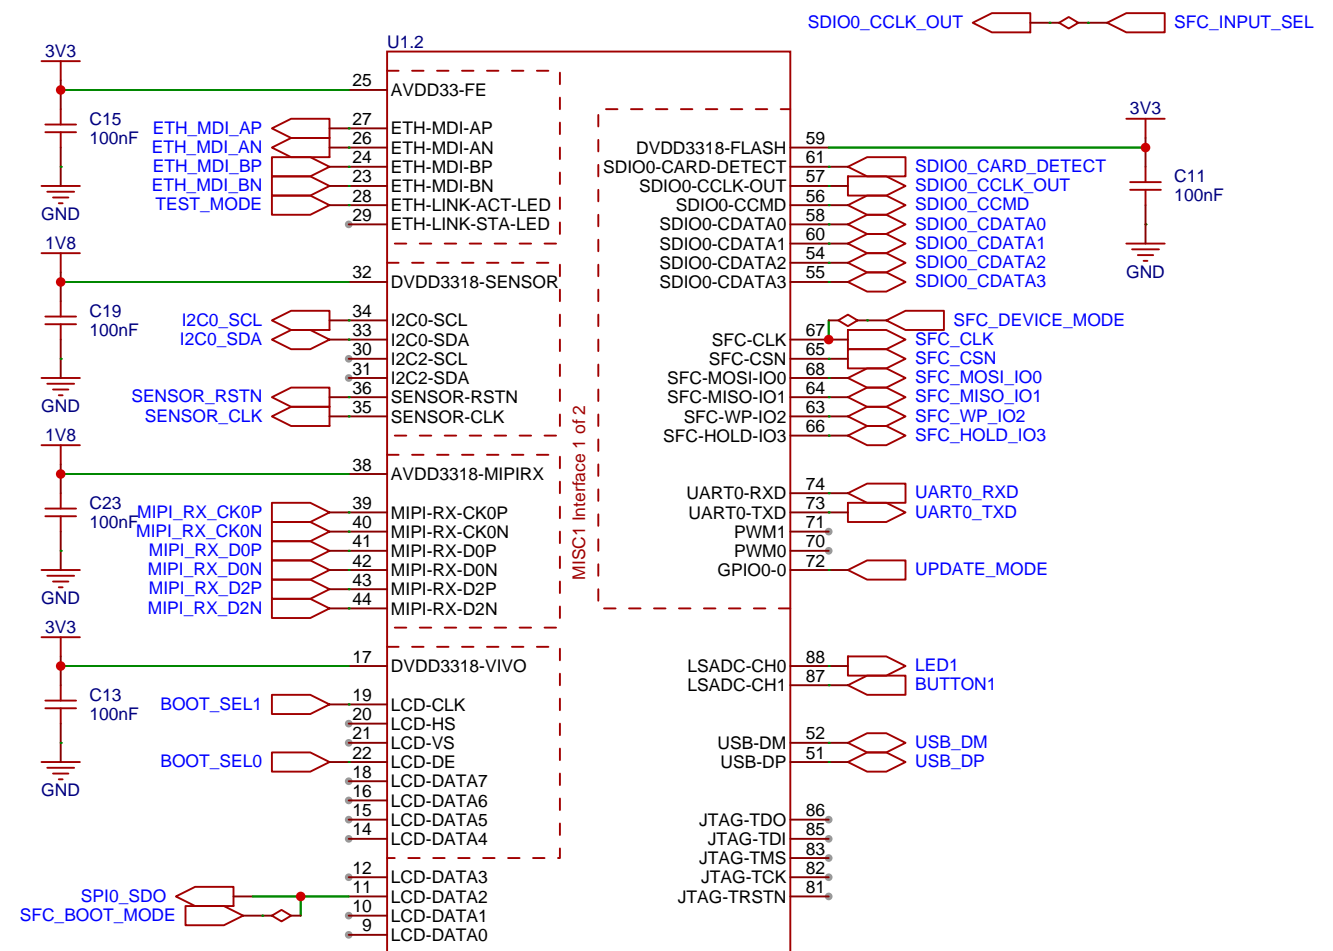 SDIO0_CCLK_OUT SFC_INPUT_SEL
U1.2
3V3
25 AVDD33-FE
C15
100nF
GND
ETH_MDI_AP 27 ETH-MDI-AP
ETH_MDI_AN 26 ETH-MDI-AN
ETH_MDI_BP 24 ETH-MDI-BP
ETH_MDI_BN 23 ETH-MDI-BN
TEST_MODE 28 ETH-LINK-ACT-LED
29 ETH-LINK-STA-LED
1V8
32 DVDD3318-SENSOR
C19
100nF
GND
I2C0_SCL 34 I2C0-SCL
I2C0_SDA 33 I2C0-SDA
30 I2C2-SCL
31 I2C2-SDA
SENSOR_RSTN 36 SENSOR-RSTN
SENSOR_CLK 35 SENSOR-CLK
1V8
38 AVDD3318-MIPIRX
C23
100nF
GND
MIPI_RX_CK0P 39 MIPI-RX-CK0P
MIPI_RX_CK0N 40 MIPI-RX-CK0N
MIPI_RX_D0P 41 MIPI-RX-D0P
MIPI_RX_D0N 42 MIPI-RX-D0N
MIPI_RX_D2P 43 MIPI-RX-D2P
MIPI_RX_D2N 44 MIPI-RX-D2N
3V3
17 DVDD3318-VIVO
C13
100nF
GND
BOOT_SEL1 19 LCD-CLK
20 LCD-HS
21 LCD-VS
BOOT_SEL0 22 LCD-DE
18 LCD-DATA7
16 LCD-DATA6
15 LCD-DATA5
14 LCD-DATA4
12 LCD-DATA3
SPI0_SDO 11 LCD-DATA2
SFC_BOOT_MODE 10 LCD-DATA1
9 LCD-DATA0
MISC1 Interface 1 of 2
3V3
C11
100nF
GND
DVDD3318-FLASH 59
SDIO0-CARD-DETECT 61 SDIO0_CARD_DETECT
SDIO0-CCLK-OUT 57 SDIO0_CCLK_OUT
SDIO0-CCMD 56 SDIO0_CCMD
SDIO0-CDATA0 58 SDIO0_CDATA0
SDIO0-CDATA1 60 SDIO0_CDATA1
SDIO0-CDATA2 54 SDIO0_CDATA2
SDIO0-CDATA3 55 SDIO0_CDATA3
SFC_DEVICE_MODE
SFC-CLK 67 SFC_CLK
SFC-CSN 65 SFC_CSN
SFC-MOSI-IO0 68 SFC_MOSI_IO0
SFC-MISO-IO1 64 SFC_MISO_IO1
SFC-WP-IO2 63 SFC_WP_IO2
SFC-HOLD-IO3 66 SFC_HOLD_IO3
UART0-RXD 74 UART0_RXD
UART0-TXD 73 UART0_TXD
PWM1 71
PWM0 70
GPIO0-0 72 UPDATE_MODE
LSADC-CH0 88 LED1
LSADC-CH1 87 BUTTON1
USB-DM 52 USB_DM
USB-DP 51 USB_DP
JTAG-TDO 86
JTAG-TDI 85
JTAG-TMS 83
JTAG-TCK 82
JTAG-TRSTN 81